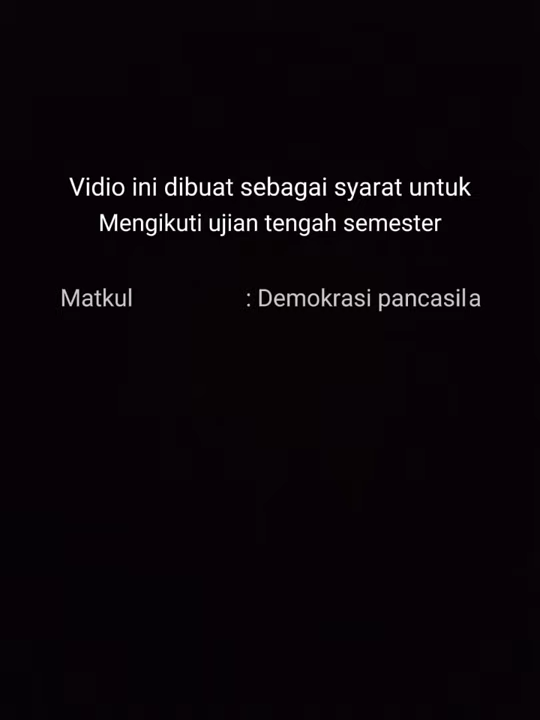 Vidio ini dibuat sebagai syarat untuk
Mengikuti ujian tengah semester
Matkul : Demokrasi pancasila